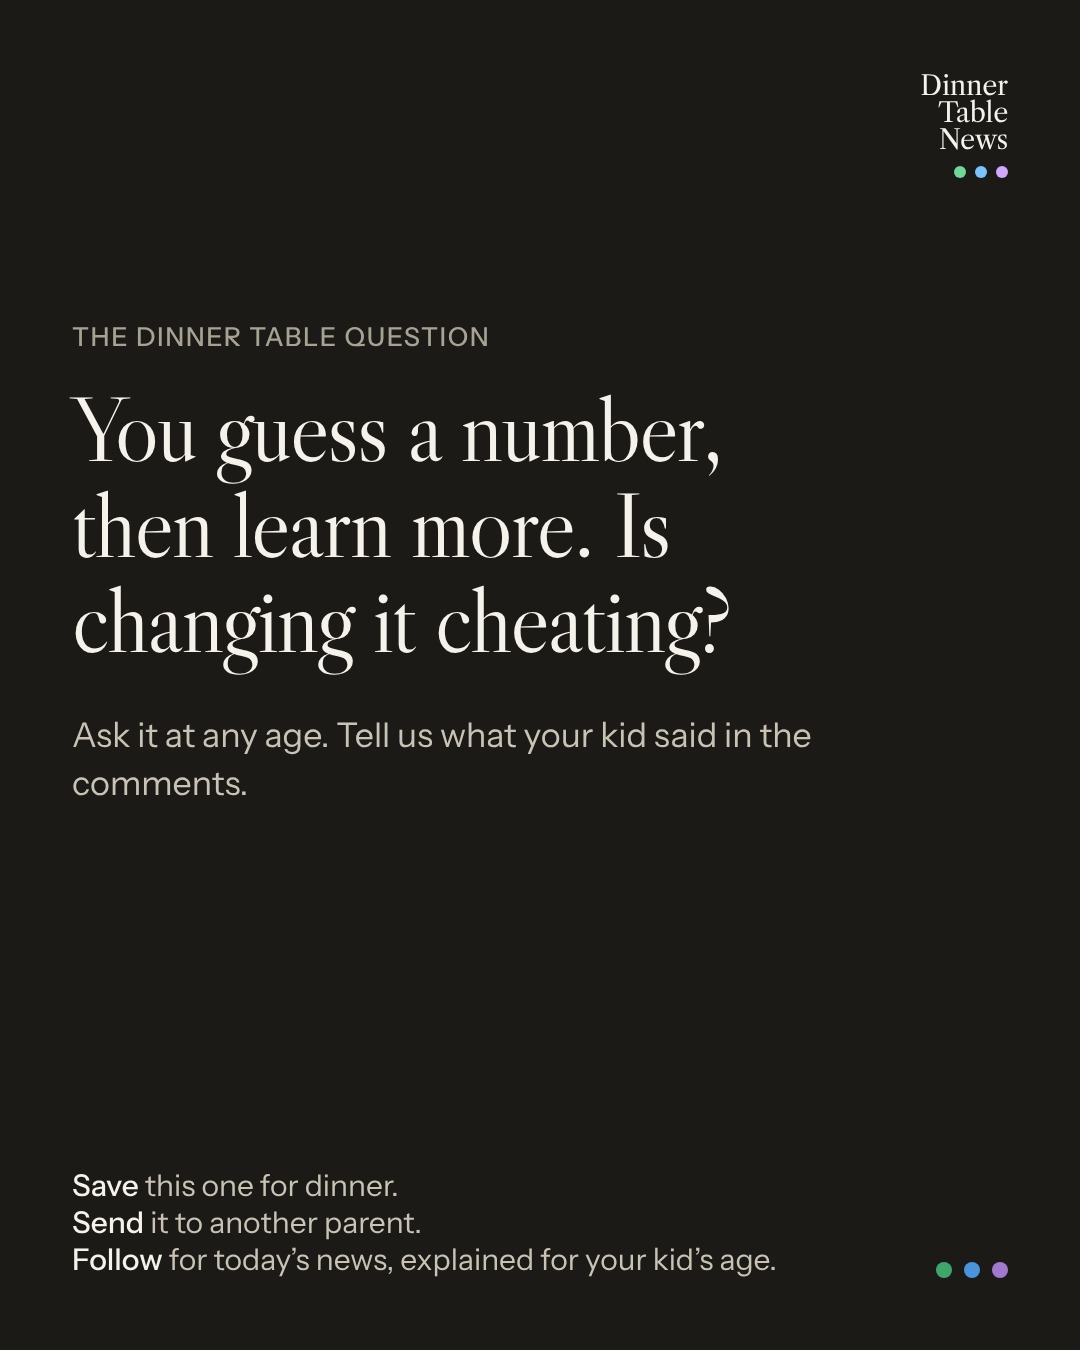 Dinner
Table
News
THE DINNER TABLE QUESTION
You guess a number,
then learn more. Is
changing it cheating?
Ask it at any age. Tell us what your kid said in the
comments.
Save this one for dinner.
Send it to another parent.
Follow for today’s news, explained for your kid’s age.